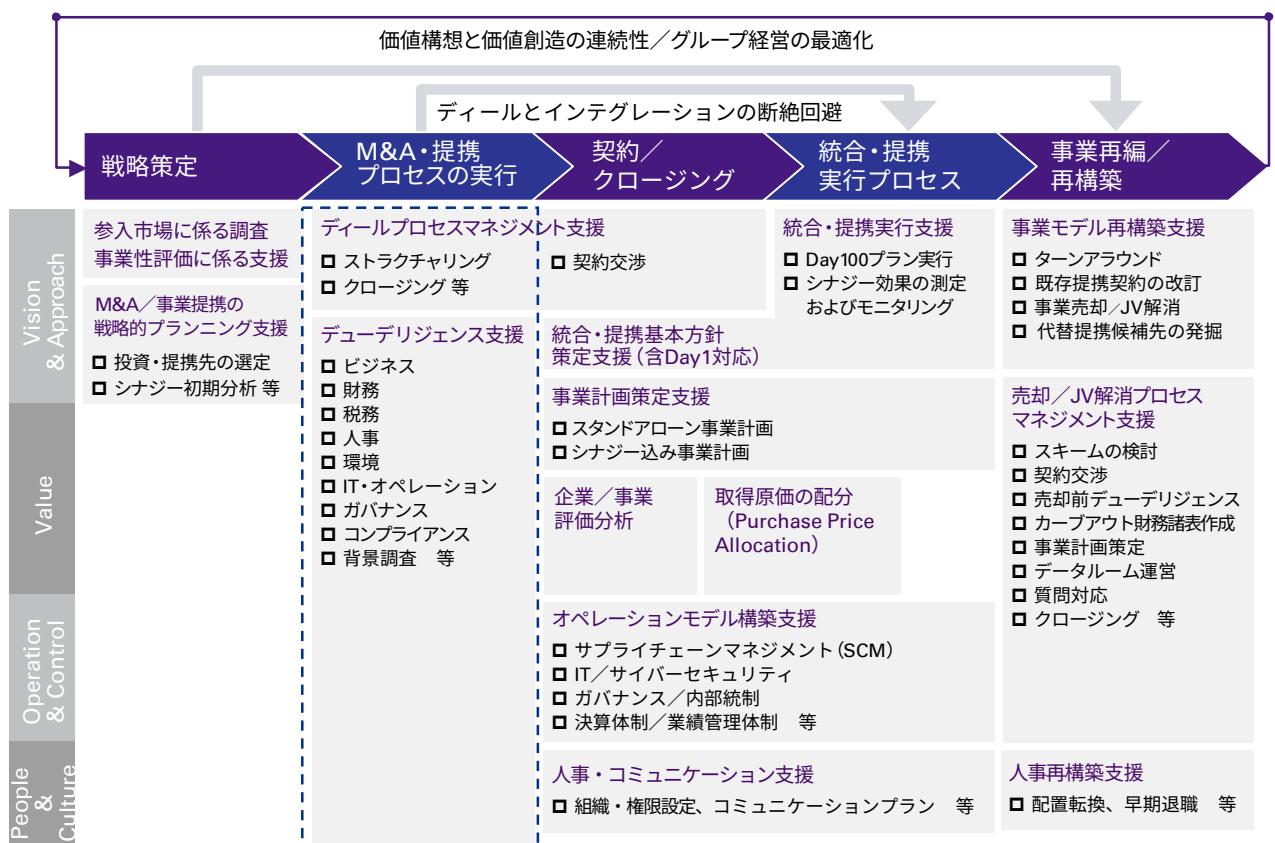 価値構想と価値創造の連続性／グループ経営の最適化
ディールとインテグレーションの断絶回避
戦略策定
M&A・提携
プロセスの実行
契約／
クロージング
統合・提携
実行プロセス
事業再編／
再構築
Vision
& Approach
Value
Operation
& Control
People
&
Culture
参入市場に係る調査
事業性評価に係る支援
M&A／事業提携の
戦略的プランニング支援
投資・提携先の選定
シナジー初期分析 等
ディールプロセスマネジメント支援
ストラクチャリング
クロージング 等
契約交渉
デューデリジェンス支援
ビジネス
財務
税務
人事
環境
IT・オペレーション
ガバナンス
コンプライアンス
背景調査　等
統合・提携基本方針
策定支援（含Day1対応）
統合・提携実行支援
Day100プラン実行
シナジー効果の測定
およびモニタリング
事業計画策定支援
スタンドアローン事業計画
シナジー込み事業計画
企業／事業
評価分析
取得原価の配分
（Purchase Price
Allocation）
オペレーションモデル構築支援
サプライチェーンマネジメント（SCM）
IT／サイバーセキュリティ
ガバナンス／内部統制
決算体制／業績管理体制　等
人事・コミュニケーション支援
組織・権限設定、コミュニケーションプラン　等
事業モデル再構築支援
ターンアラウンド
既存提携契約の改訂
事業売却／JV解消
代替提携候補先の発掘
売却／JV解消プロセス
マネジメント支援
スキームの検討
契約交渉
売却前デューデリジェンス
カーブアウト財務諸表作成
事業計画策定
データルーム運営
質問対応
クロージング　等
人事再構築支援
配置転換、早期退職　等